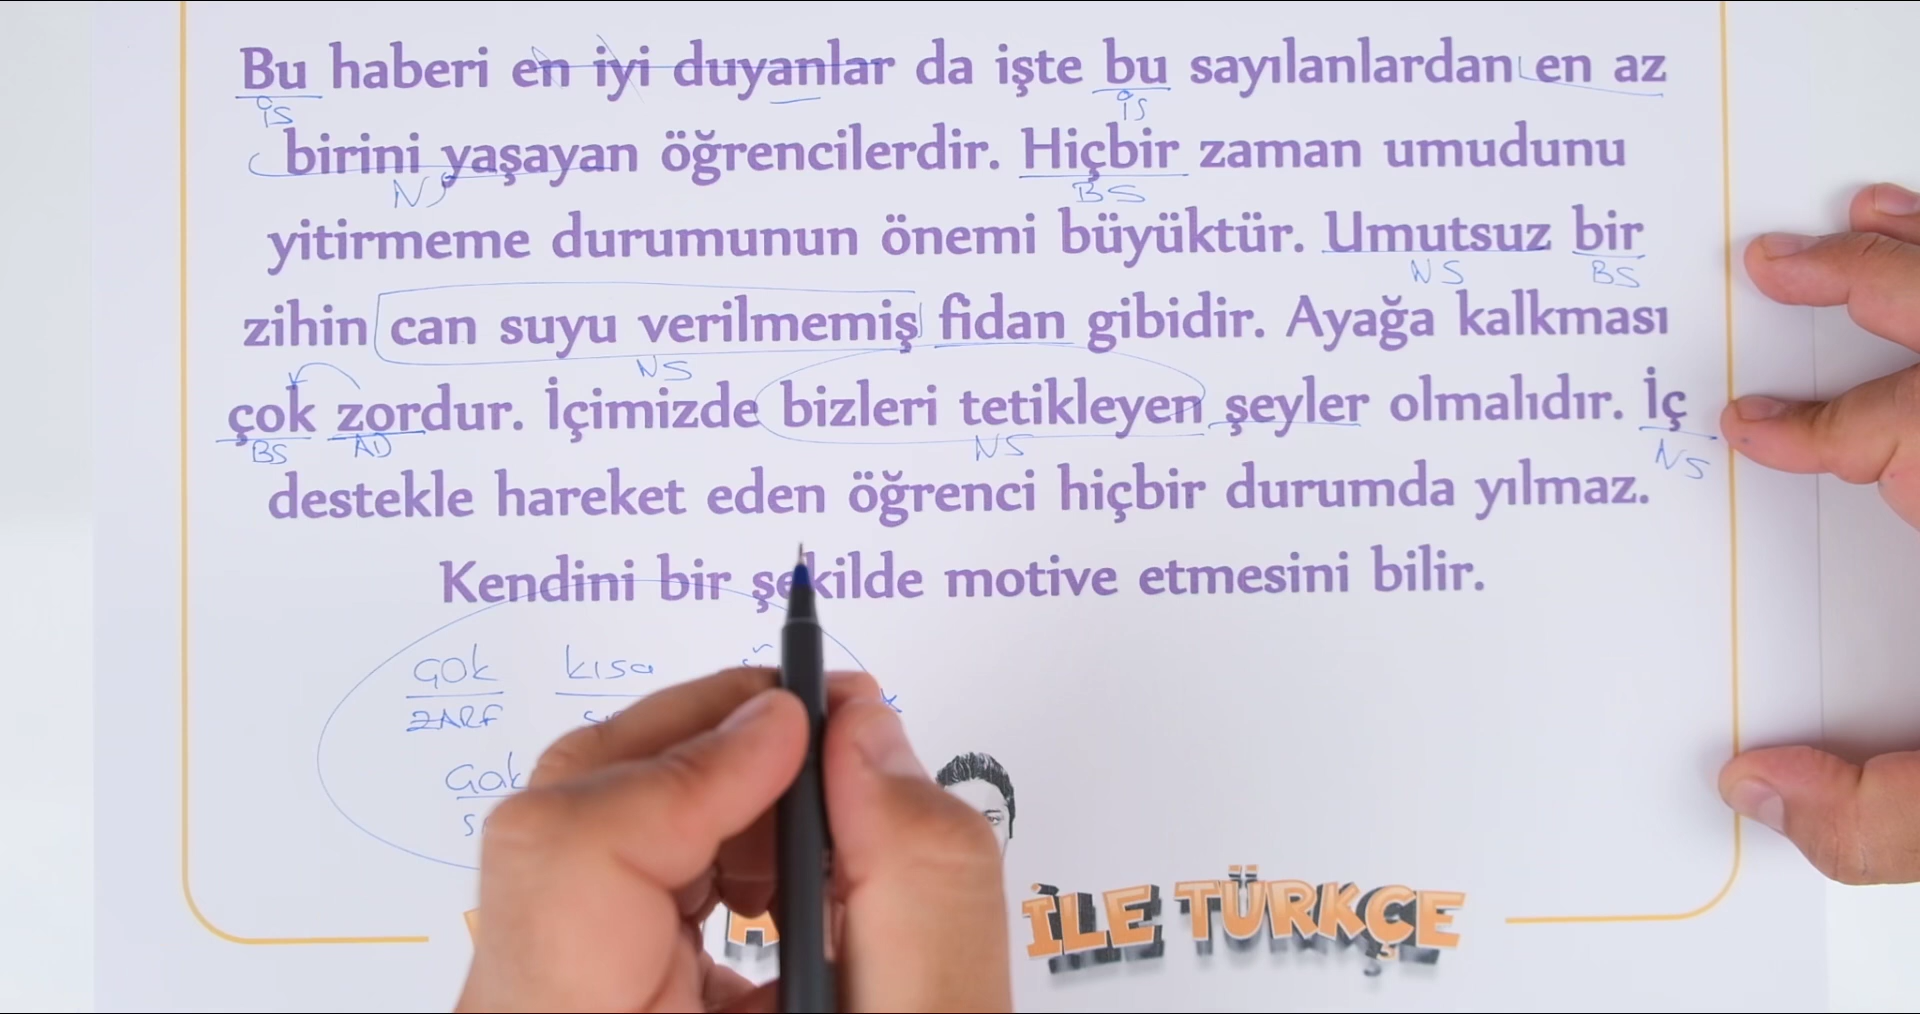 Bu haberi en iyi duyanlar da işte bu sayılanlardan en az
İS İS
birini yaşayan öğrencilerdir. Hiçbir zaman umudunu
NS BS
yitirmeme durumunun önemi büyüktür. Umutsuz bir
NS BS
zihin can suyu verilmemiş fidan gibidir. Ayağa kalkması
NS
çok zordur. İçimizde bizleri tetikleyen şeyler olmalıdır. İç
BS AD NS NS
destekle hareket eden öğrenci hiçbir durumda yılmaz.
Kendini bir şekilde motive etmesini bilir.
çok kısa
ZARF
çok
İLE TÜRKÇE